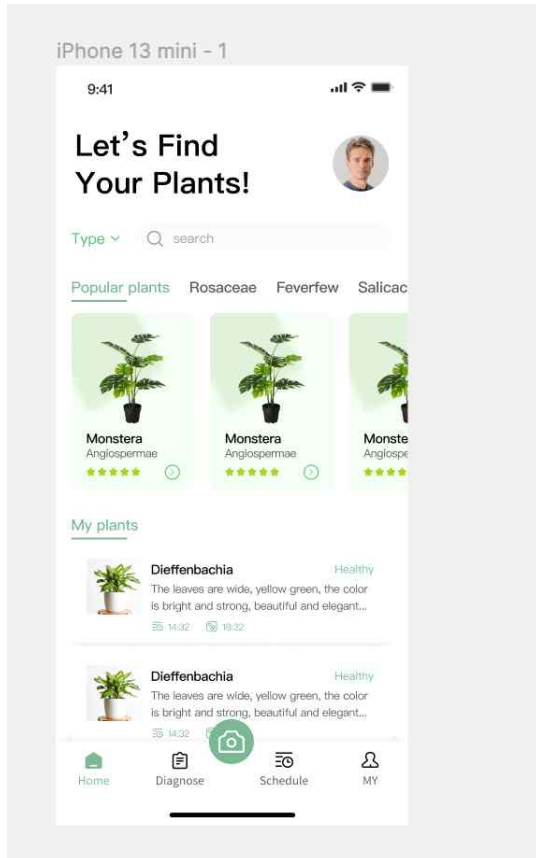 iPhone 13 mini - 1
9:41
Let’s Find
Your Plants!
Type
search
Popular plants Rosaceae Feverfew Salicac
Monstera Monstera Monste
Angiospermae Angiospermae Angiospe
My plants
Dieffenbachia Healthy
The leaves are wide, yellow green, the color
is bright and strong, beautiful and elegant...
14:32 18:32
Dieffenbachia Healthy
The leaves are wide, yellow green, the color
is bright and strong, beautiful and elegant...
14:32
Home Diagnose Schedule MY